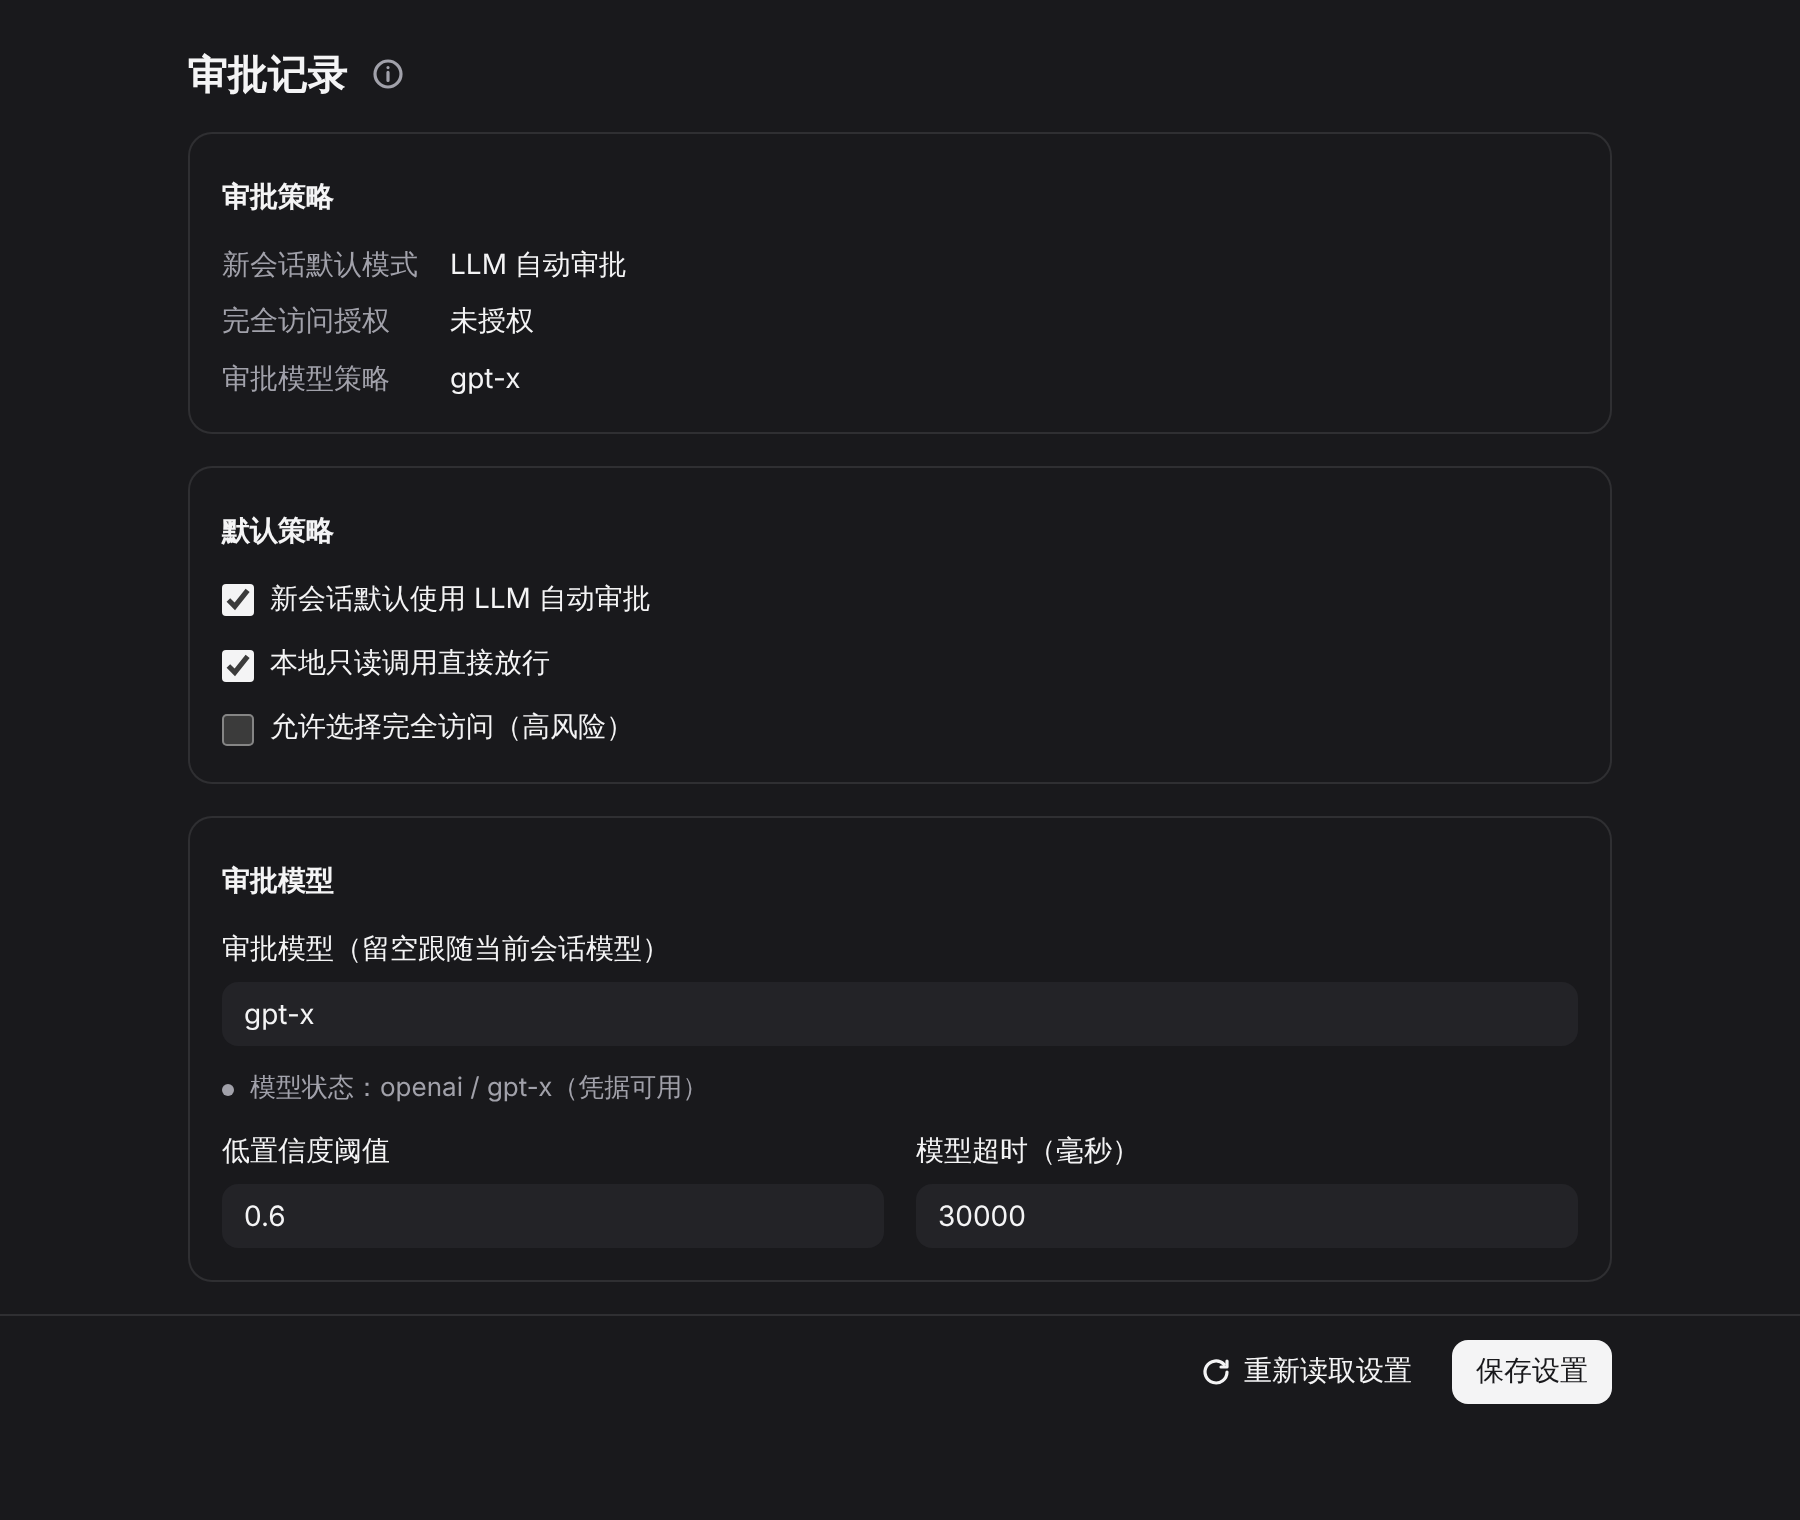 审批记录
审批策略
新会话默认模式 LLM 自动审批
完全访问授权 未授权
审批模型策略 gpt-x
默认策略
新会话默认使用 LLM 自动审批
本地只读调用直接放行
允许选择完全访问（高风险）
审批模型
审批模型（留空跟随当前会话模型）
gpt-x
模型状态：openai / gpt-x（凭据可用）
低置信度阈值 模型超时（毫秒）
0.6 30000
重新读取设置 保存设置